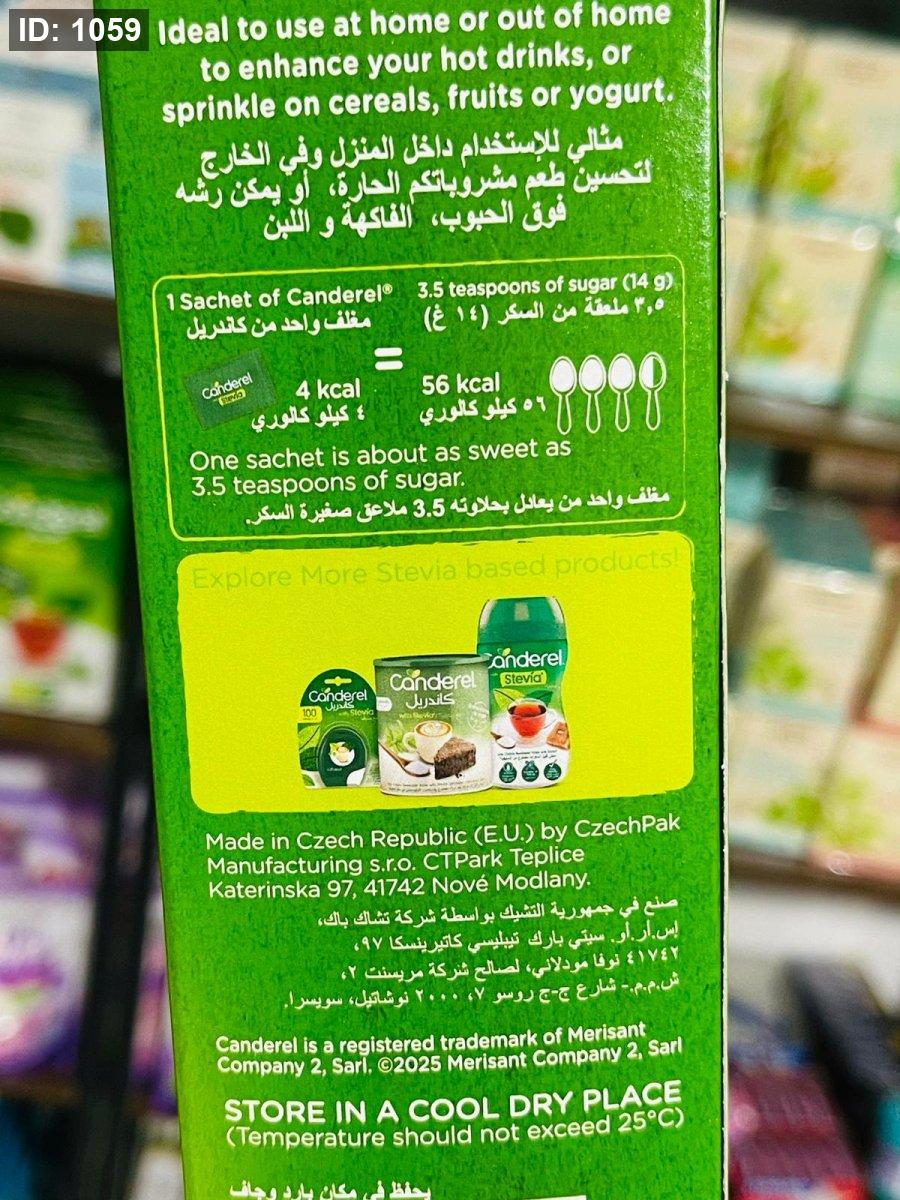 ID: 1059
Ideal to use at home or out of home
to enhance your hot drinks, or
sprinkle on cereals, fruits or yogurt.
مثالي للإستخدام داخل المنزل وفي الخارج
لتحسين طعم مشروباتكم الحارة، أو يمكن رشه
فوق الحبوب، الفاكهة و اللبن
1 Sachet of Canderel®
مغلف واحد من كاندريل
3.5 teaspoons of sugar (14 g)
٣,٥ ملعقة من السكر (١٤ غ)
=
Canderel
Stevia
4 kcal
٤ كيلو كالوري
56 kcal
٥٦ كيلو كالوري
One sachet is about as sweet as
3.5 teaspoons of sugar.
مغلف واحد من يعادل بحلاوته 3.5 ملاعق صغيرة السكر.
Explore More Stevia based products!
Canderel
كاندريل
with Stevia
100
Canderel
كاندريل
with Stevia
Canderel
Stevia
Made in Czech Republic (E.U.) by CzechPak
Manufacturing s.r.o. CTPark Teplice
Katerinska 97, 41742 Nové Modlany.
صنع في جمهورية التشيك بواسطة شركة تشاك باك،
إس.أر.أو. سيتي بارك تيبليسي كاتيرينسكا ٩٧،
٤١٧٤٢ نوفا مودلاني، لصالح شركة مريسنت ٢،
ش.م.م.- شارع ج-ج روسو ٧، ٢٠٠٠ نوشاتيل، سويسرا.
Canderel is a registered trademark of Merisant
Company 2, Sarl. ©2025 Merisant Company 2, Sarl
STORE IN A COOL DRY PLACE
(Temperature should not exceed 25°C)
يحفظ في مكان بارد وجاف